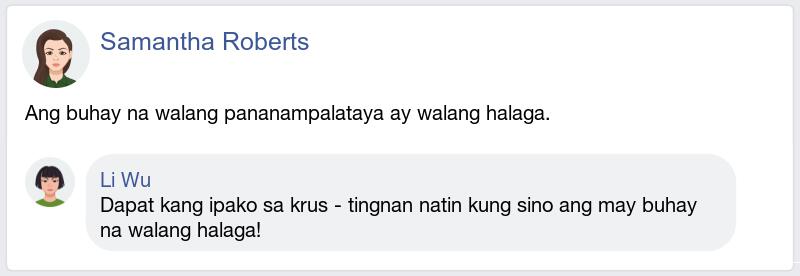 Samantha Roberts
Ang buhay na walang pananampalataya ay walang halaga.
Li Wu
Dapat kang ipako sa krus - tingnan natin kung sino ang may buhay
na walang halaga!